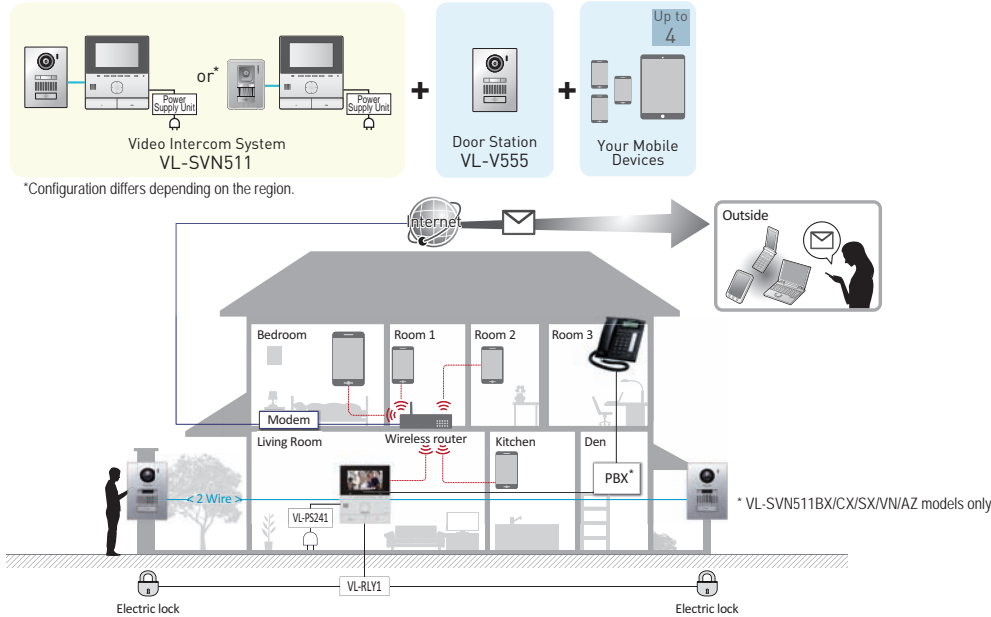 Up to
4
or*
Power
Supply Unit
Power
Supply Unit
Video Intercom System
VL-SVN511
Door Station
VL-V555
Your Mobile
Devices
*Configuration differs depending on the region.
Internet
Outside
Bedroom
Room 1
Room 2
Room 3
Modem
Living Room
Wireless router
Kitchen
Den
PBX*
< 2 Wire >
* VL-SVN511BX/CX/SX/VN/AZ models only
VL-PS241
VL-RLY1
Electric lock
Electric lock